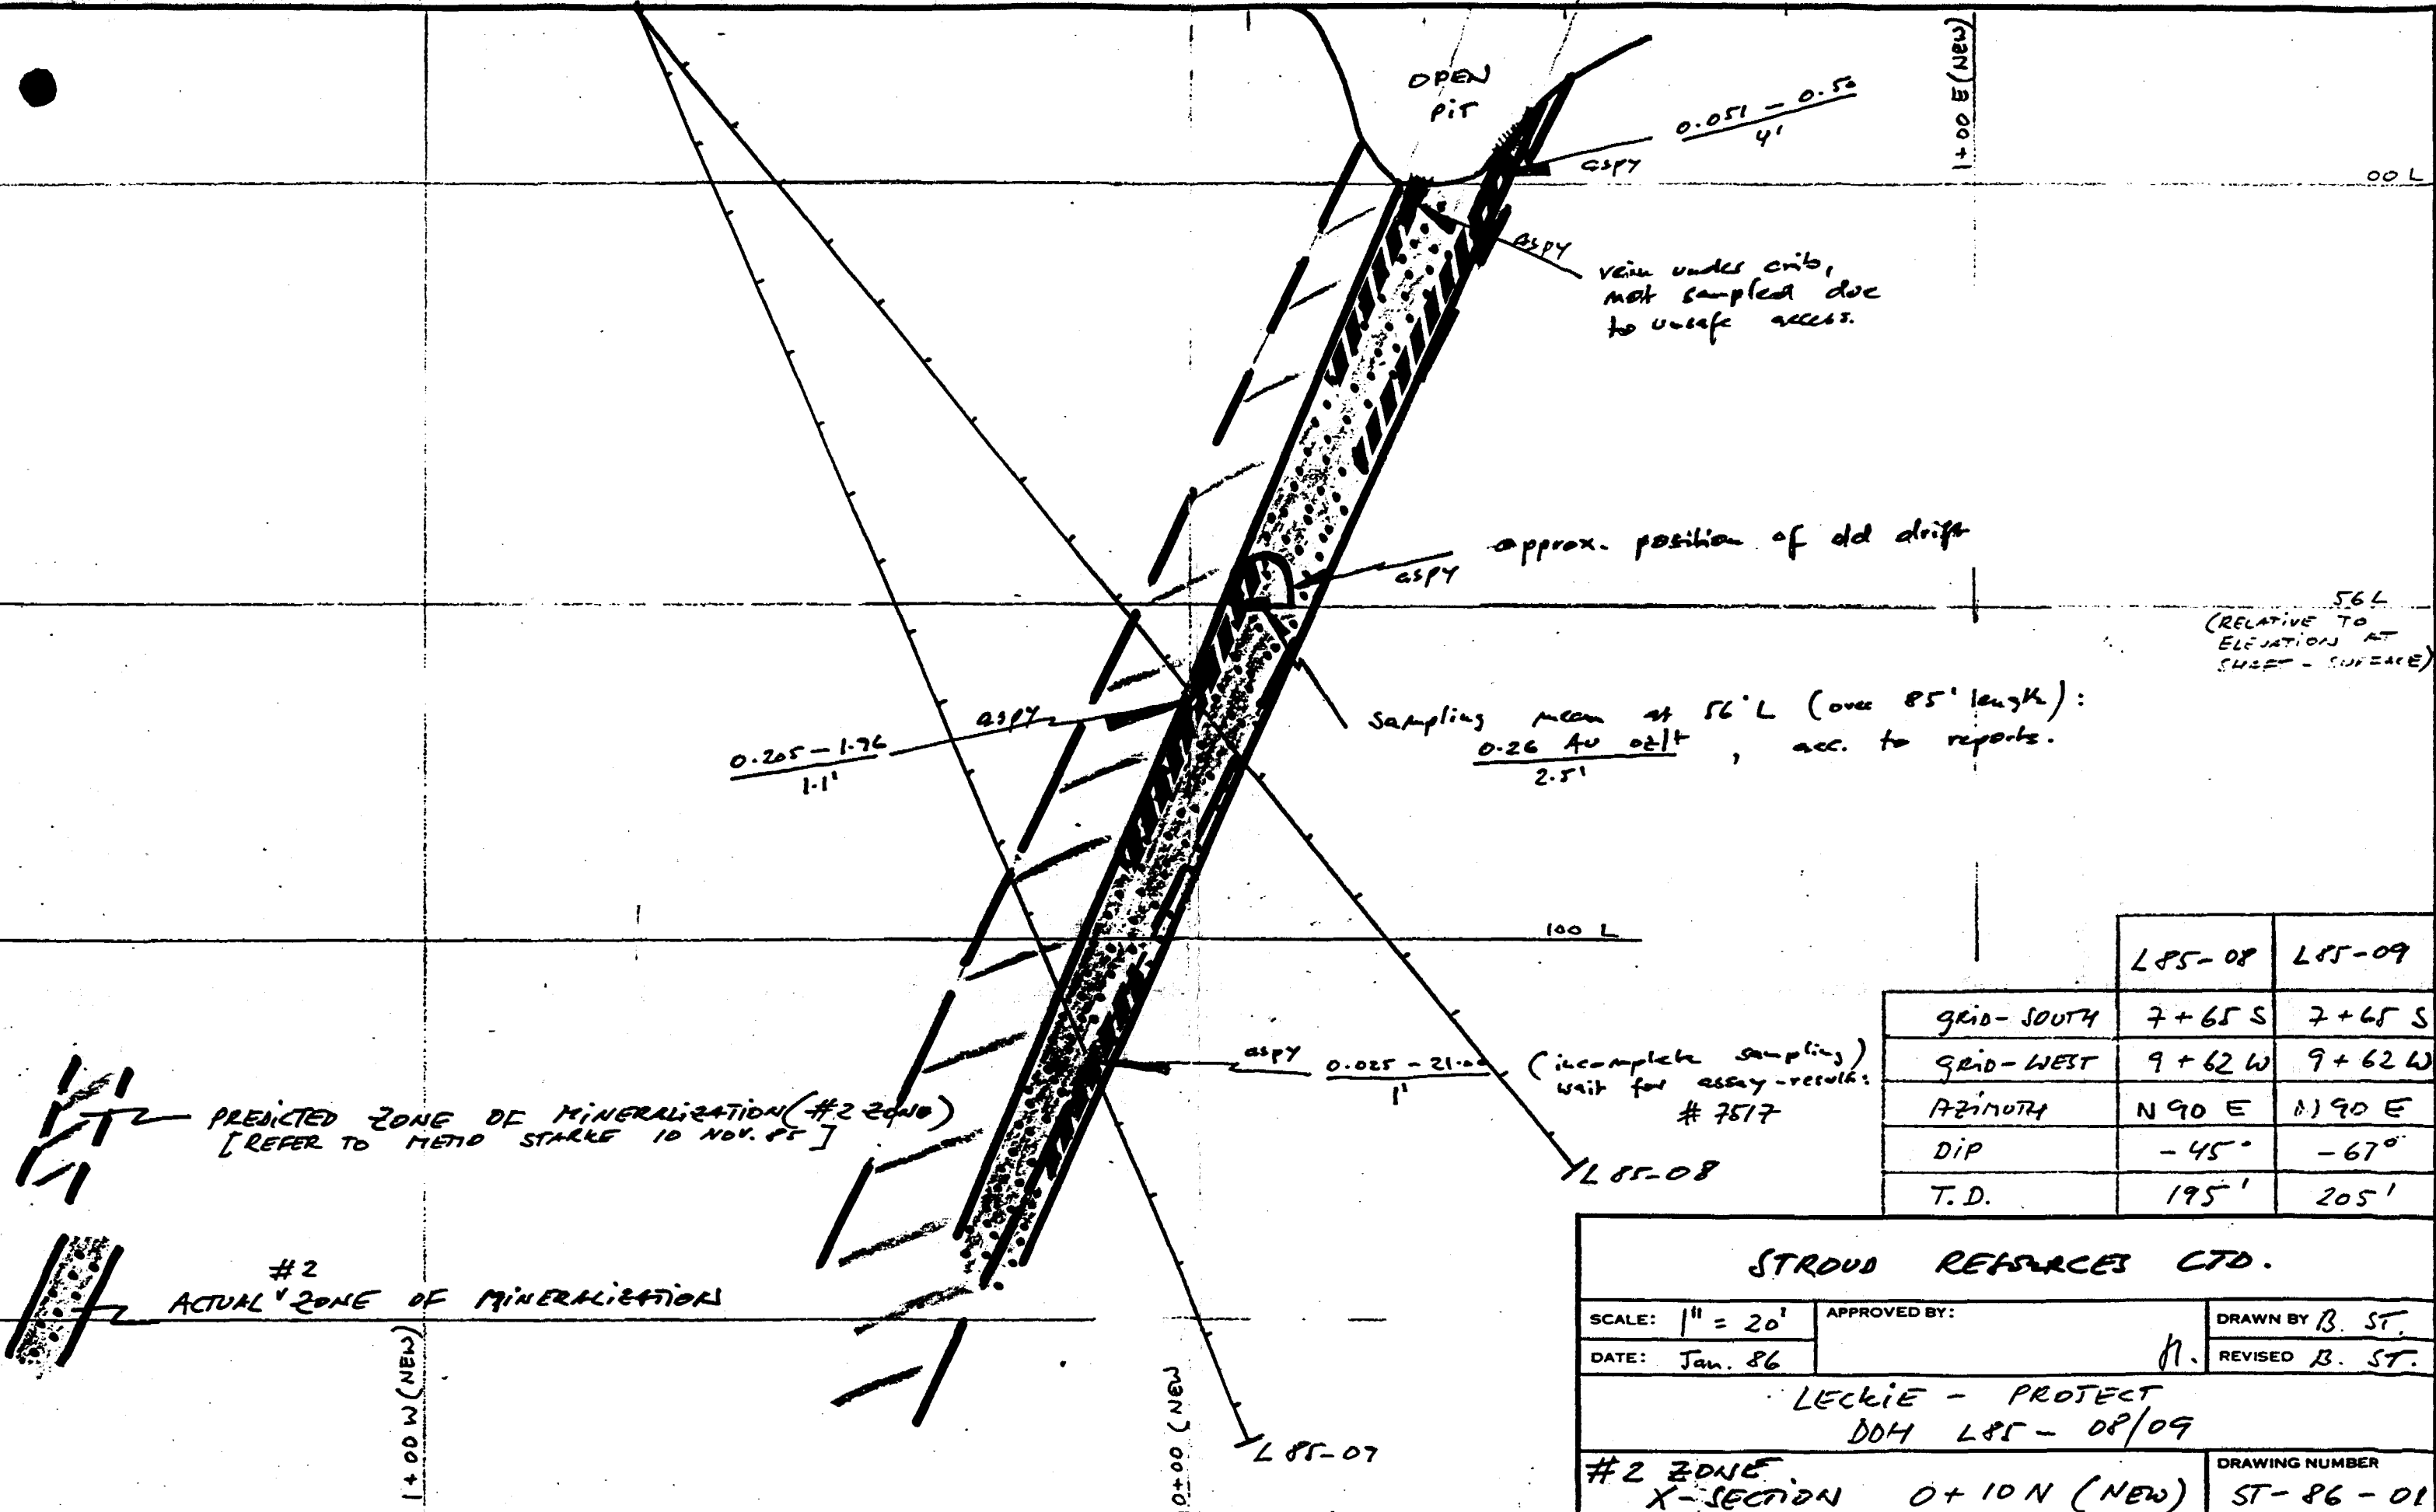 OPEN
PIT
1+00 E (NEW)
0.051 - 0.50
4'
aspy
00 L
aspy
vein under crib,
not sampled due
to unsafe access.
approx. position of old drift
aspy
56 L
(RELATIVE TO
ELEVATION AT
SHAFT - SURFACE)
sampling mean at 56' L (over 85' length):
0.26 Au oz/t , acc. to reports.
2.5'
aspy
0.205 - 1.76
1.1'
100 L
aspy
0.025 - 21.00
1'
(incomplete sampling)
wait for assay-results
# 7517
PREDICTED ZONE OF MINERALIZATION (#2 ZONE)
[REFER TO MEMO STARKE 10 NOV. 85]
#2
ACTUAL ZONE OF MINERALIZATION
1+00 W (NEW)
0+00 (NEW
L 85-07
L 85-08
L85-08 L85-09
GRID-SOUTH 7+65 S 7+65 S
GRID-WEST 9+62 W 9+62 W
AZIMUTH N 90 E N 90 E
DIP -45° -67°
T.D. 195' 205'
STROUD RESOURCES LTD.
SCALE: 1" = 20'
APPROVED BY:
DRAWN BY B. ST.
DATE: Jan. 86
REVISED B. ST.
LECKIE - PROJECT
DDH L85 - 08/09
#2 ZONE
X-SECTION 0+10 N (NEW)
DRAWING NUMBER
ST-86-01